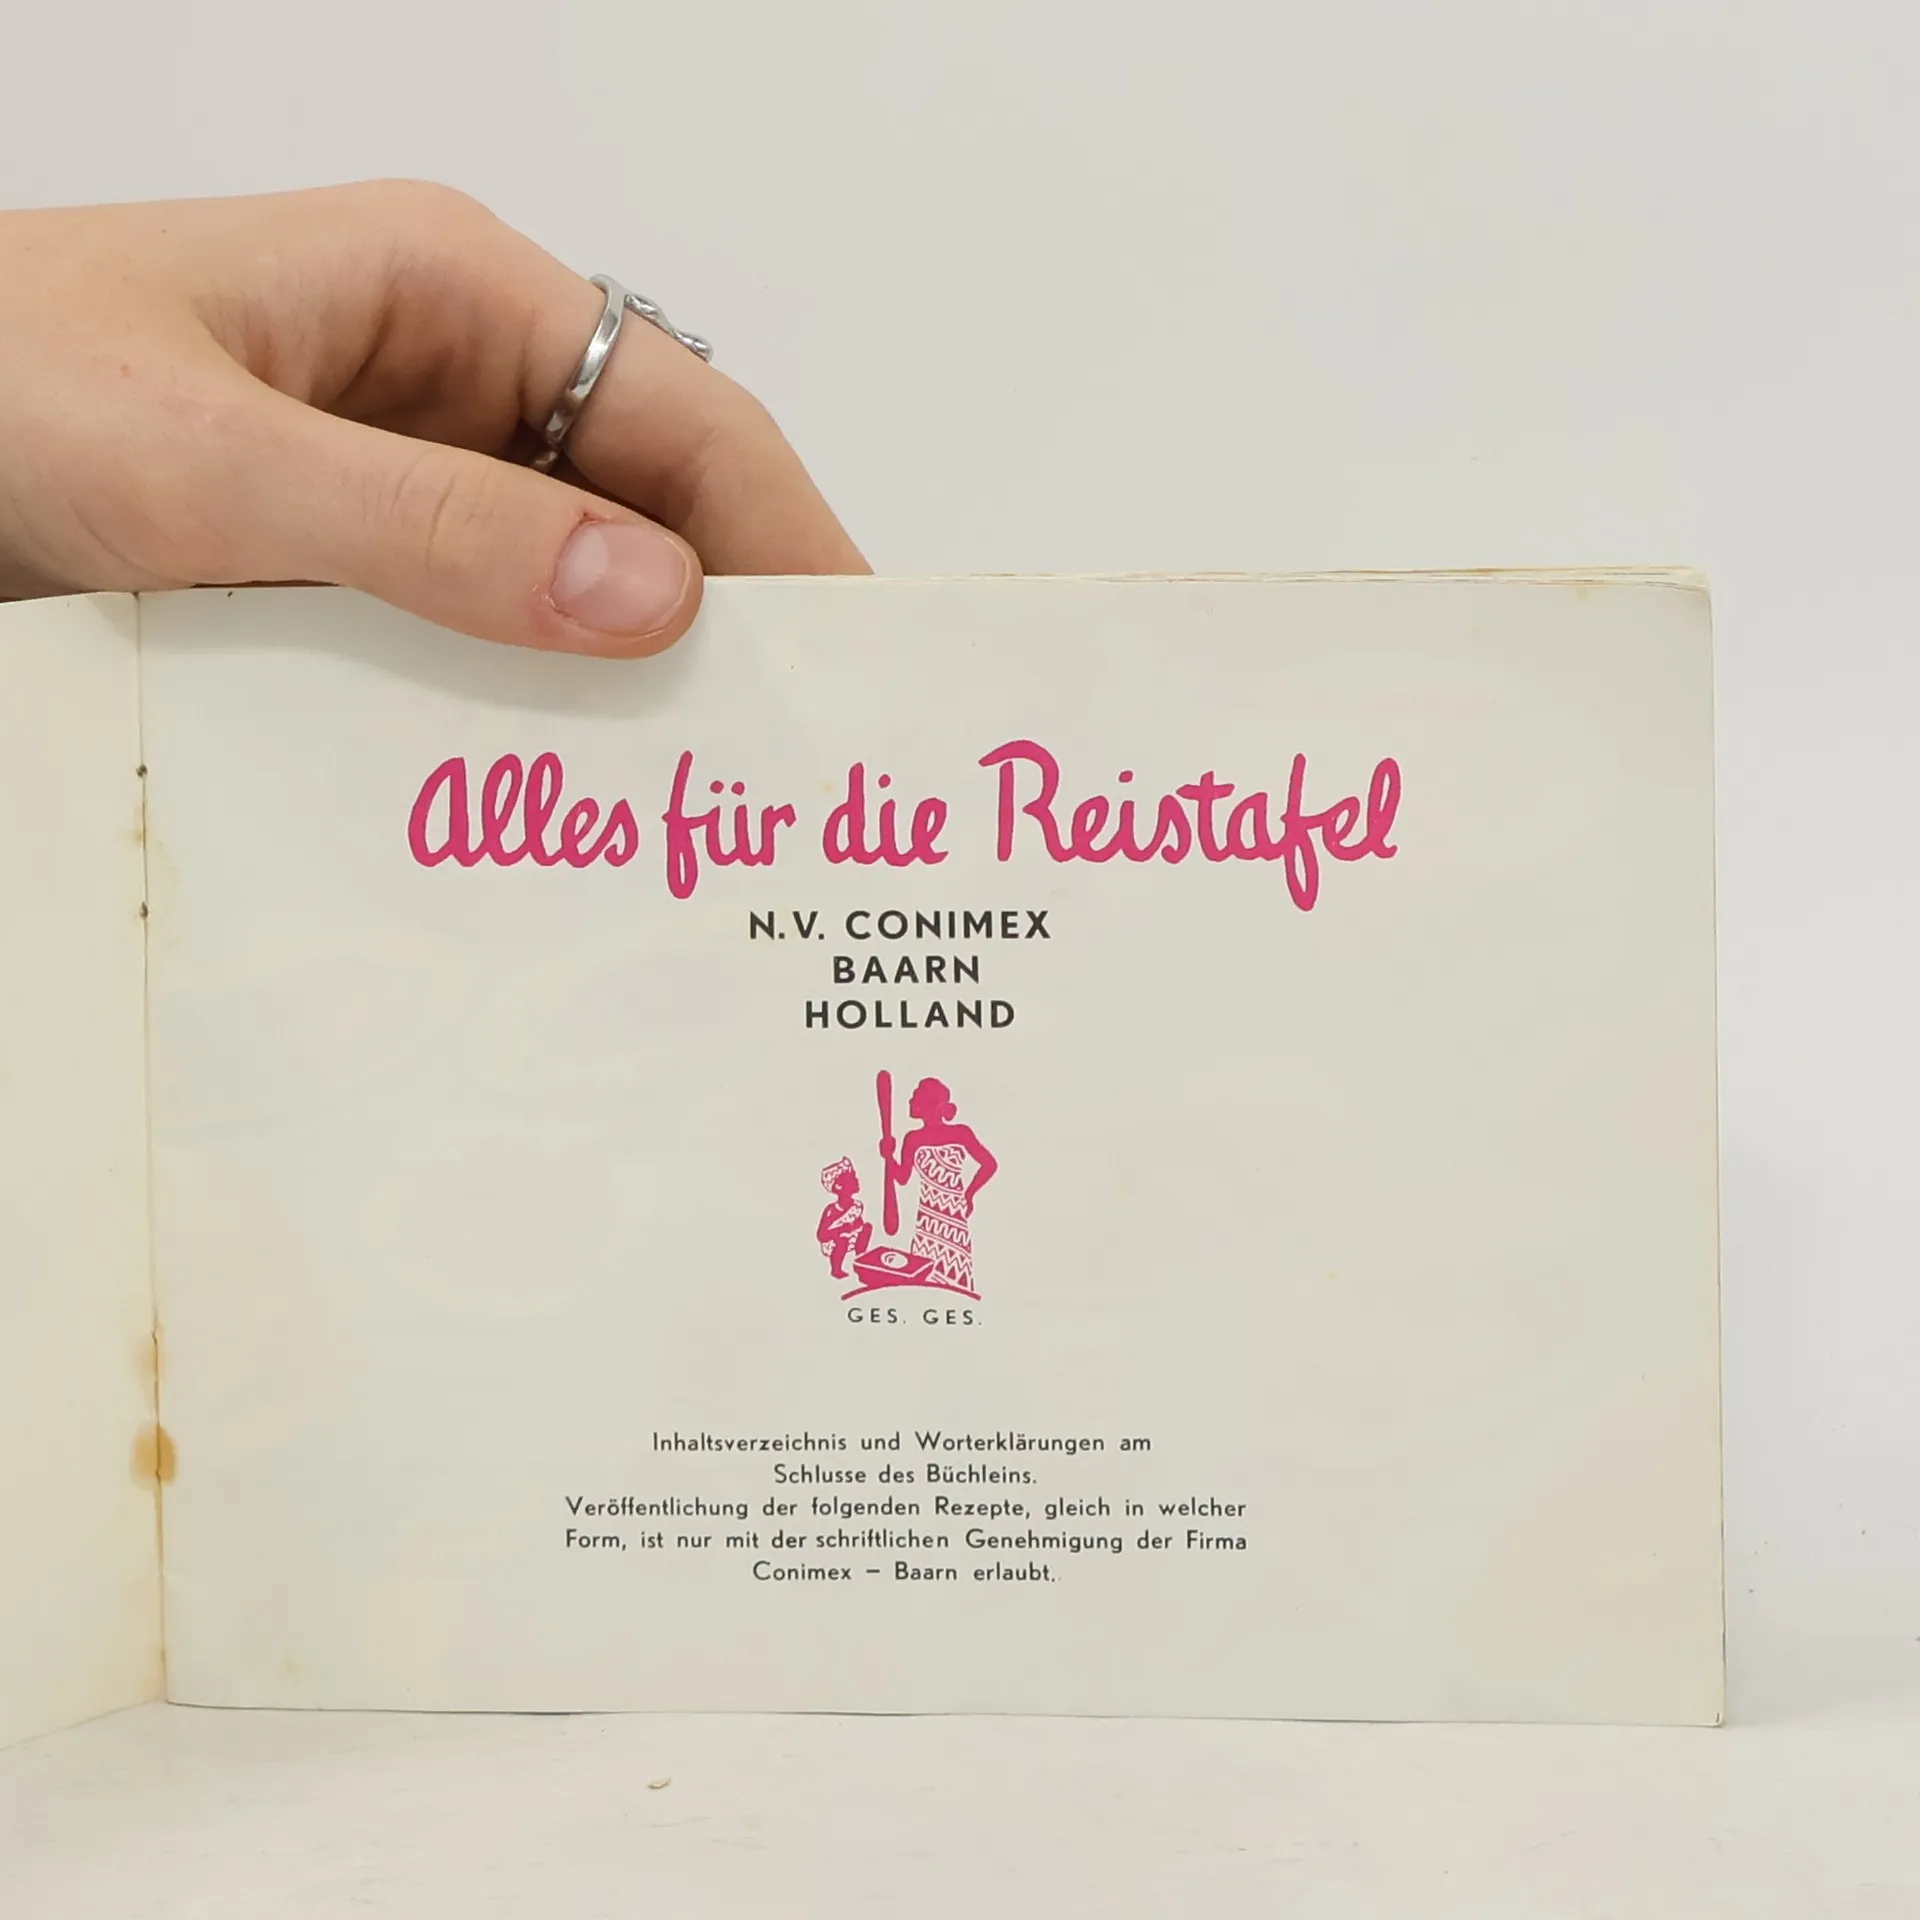 Alles für die Reistafel
N.V. CONIMEX
BAARN
HOLLAND
GES. GES.
Inhaltsverzeichnis und Worterklärungen am
Schlusse des Büchleins.
Veröffentlichung der folgenden Rezepte, gleich in welcher
Form, ist nur mit der schriftlichen Genehmigung der Firma
Conimex – Baarn erlaubt.